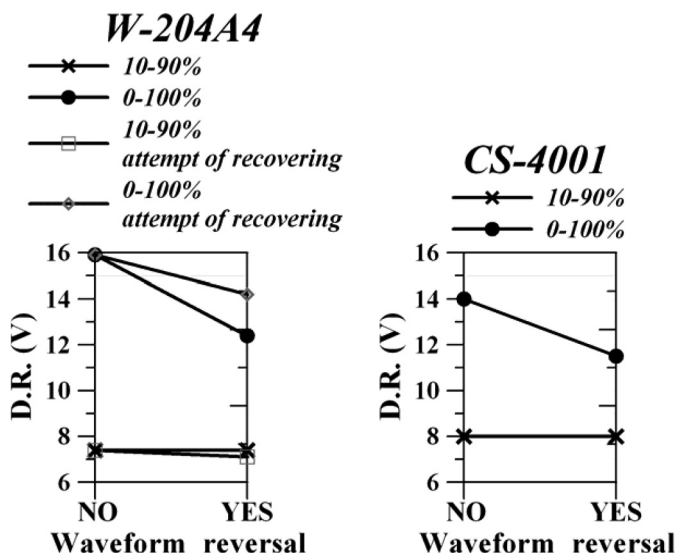 W-204A4
10-90%
0-100%
10-90%
attempt of recovering
0-100%
attempt of recovering
D.R. (V)
16
14
12
10
8
6
NO YES
Waveform reversal
CS-4001
10-90%
0-100%
D.R. (V)
16
14
12
10
8
6
NO YES
Waveform reversal